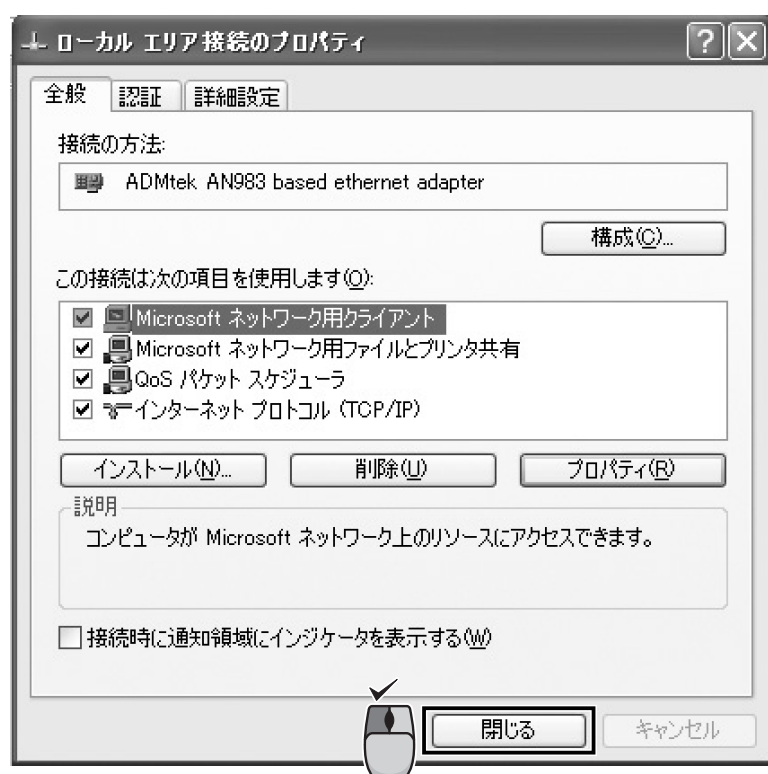 ローカル エリア接続のプロパティ
全般 認証 詳細設定
接続の方法:
ADMtek AN983 based ethernet adapter
構成(C)...
この接続は次の項目を使用します(O):
Microsoft ネットワーク用クライアント
Microsoft ネットワーク用ファイルとプリンタ共有
QoS パケット スケジューラ
インターネット プロトコル (TCP/IP)
インストール(N)... 削除(U) プロパティ(R)
説明
コンピュータが Microsoft ネットワーク上のリソースにアクセスできます。
接続時に通知領域にインジケータを表示する(W)
閉じる キャンセル